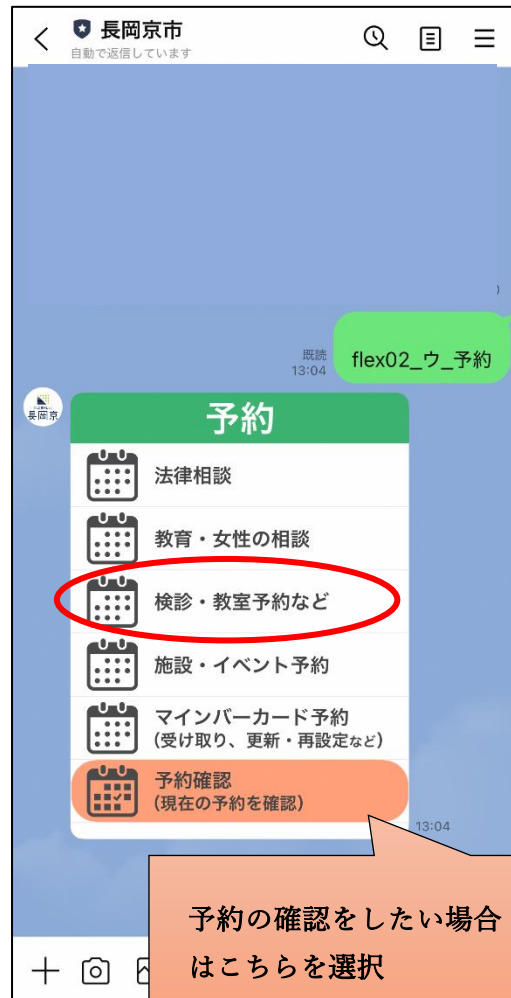 長岡京市
自動で返信しています
既読
13:04
flex02_ウ_予約
長岡京
予約
法律相談
教育・女性の相談
検診・教室予約など
施設・イベント予約
マインバーカード予約
(受け取り、更新・再設定など)
予約確認
(現在の予約を確認)
13:04
予約の確認をしたい場合
はこちらを選択